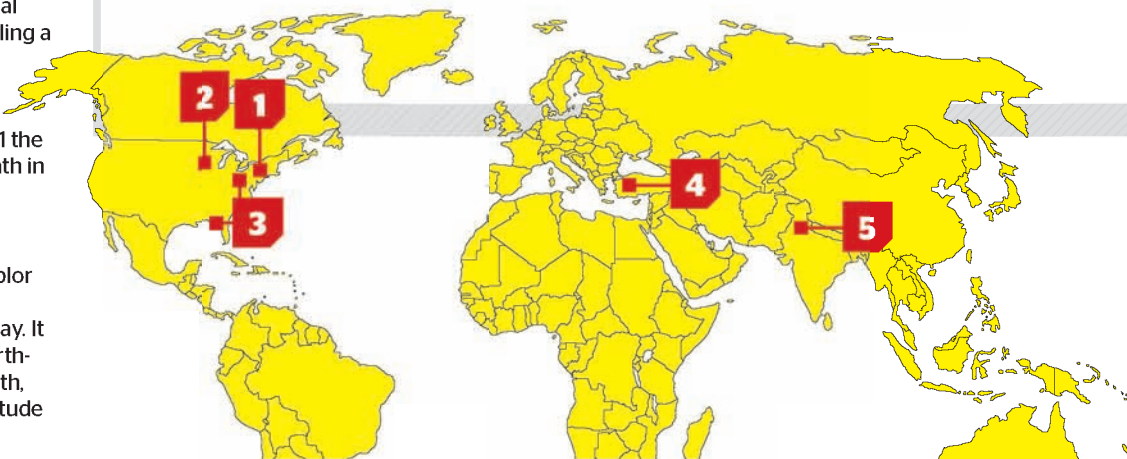 al
ling a
1 the
th in
olor
ay. It
rth-
th,
tude
2
1
3
4
5